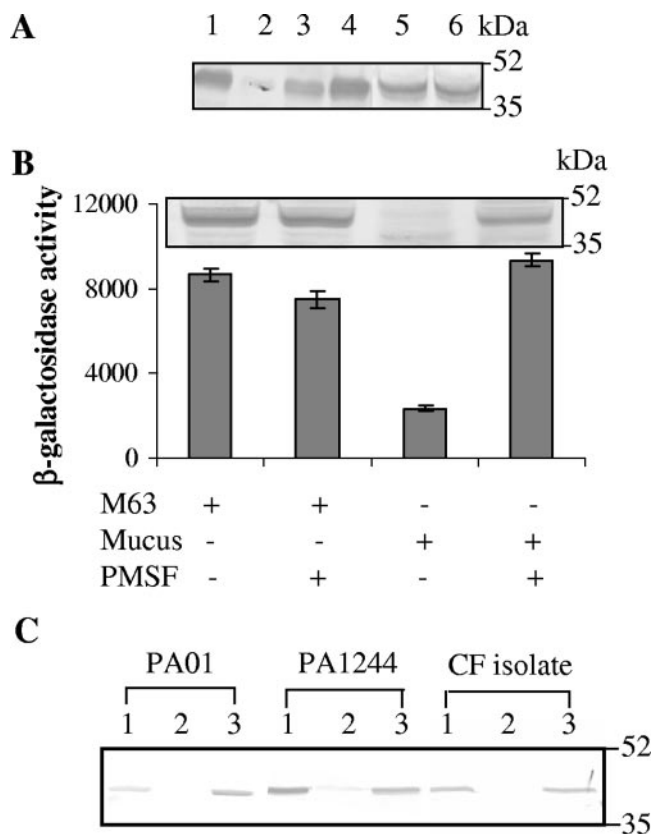 A
1 2 3 4 5 6 kDa
52
35
B
kDa
52
35
12000
8000
4000
0
β-galactosidase activity
M63 + + - -
Mucus - - + +
PMSF - + - +
C
PA01 PA1244 CF isolate
1 2 3 1 2 3 1 2 3
52
35